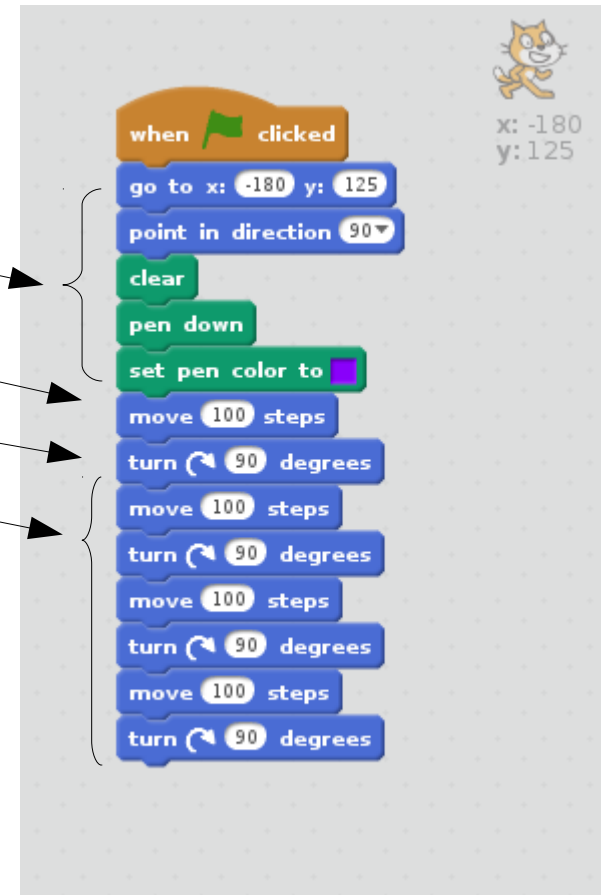 when clicked
x: -180
y: 125
go to x: -180 y: 125
point in direction 90
clear
pen down
set pen color to
move 100 steps
turn 90 degrees
move 100 steps
turn 90 degrees
move 100 steps
turn 90 degrees
move 100 steps
turn 90 degrees